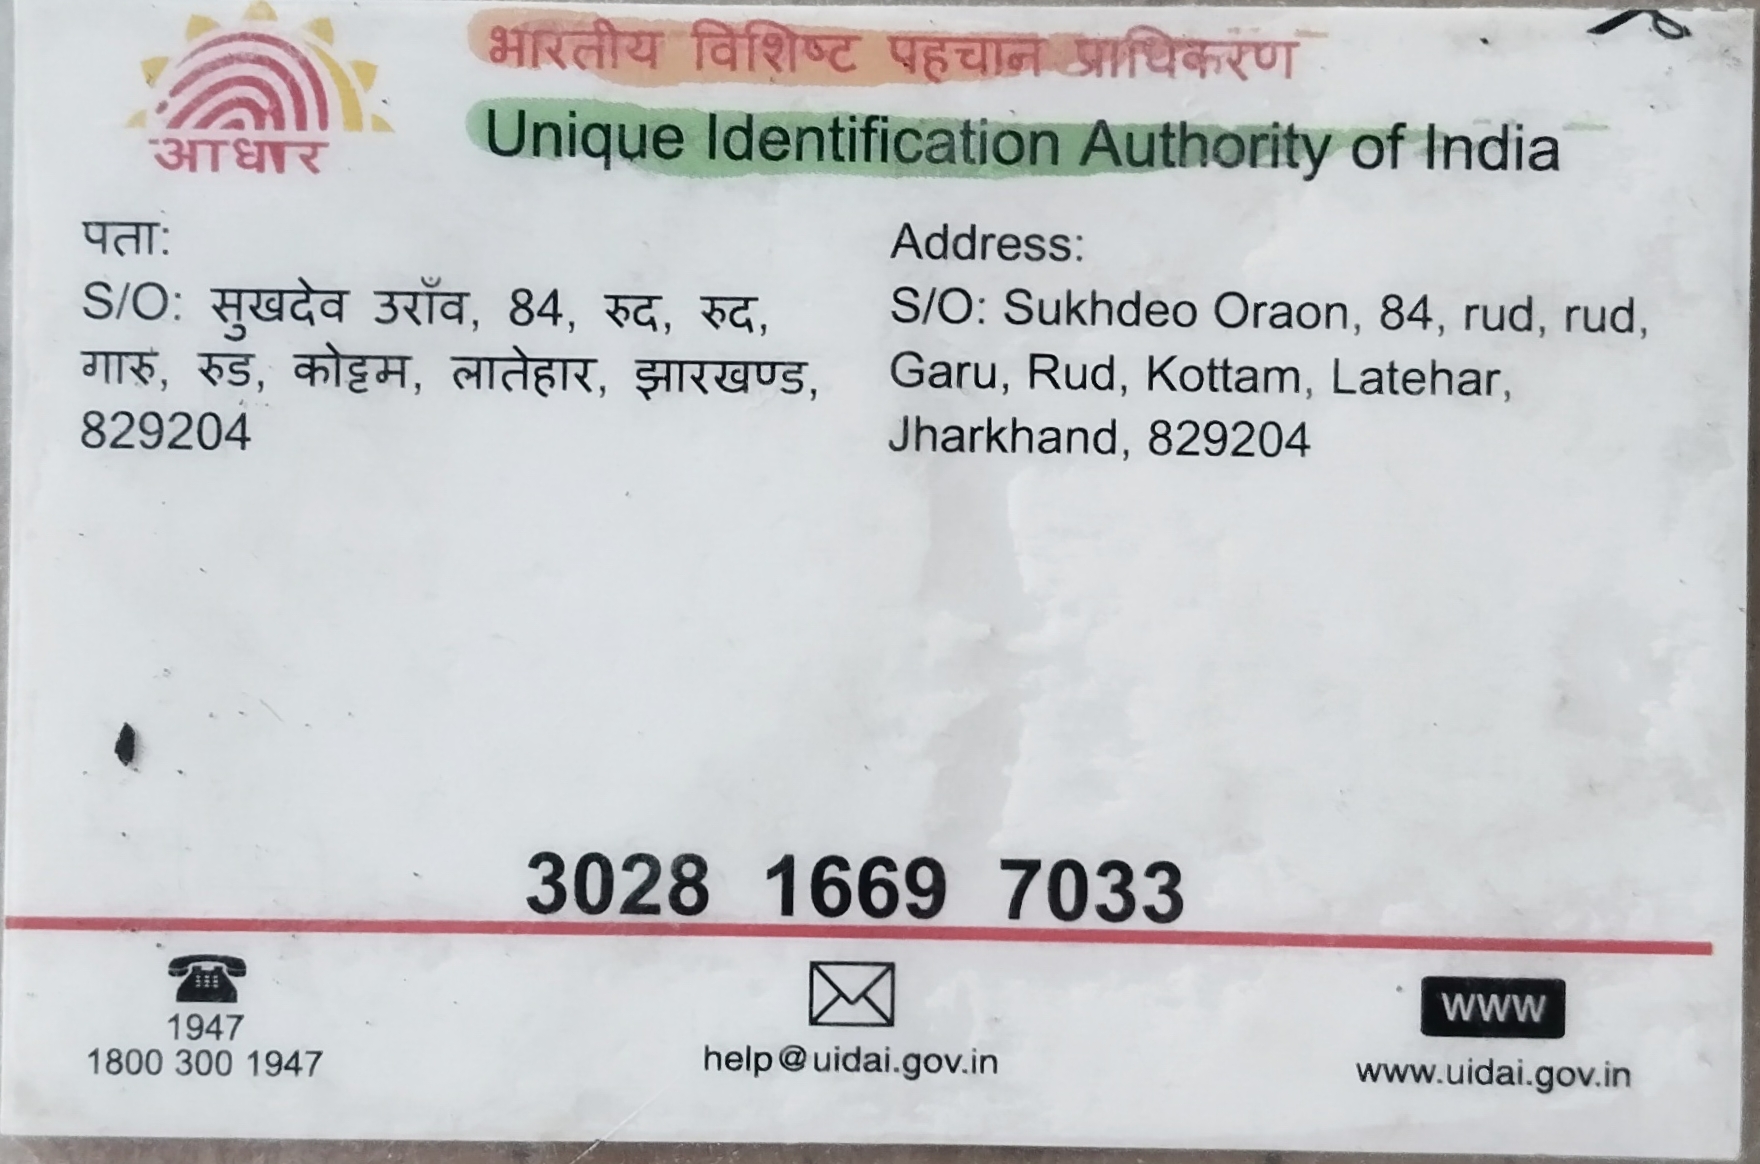 भारतीय विशिष्ट पहचान प्राधिकरण
Unique Identification Authority of India
आधार
पता:
S/O: सुखदेव उराँव, 84, रुद, रुद,
गारु, रुड, कोट्टम, लातेहार, झारखण्ड,
829204
Address:
S/O: Sukhdeo Oraon, 84, rud, rud,
Garu, Rud, Kottam, Latehar,
Jharkhand, 829204
3028 1669 7033
1947
1800 300 1947
help@uidai.gov.in
www
www.uidai.gov.in